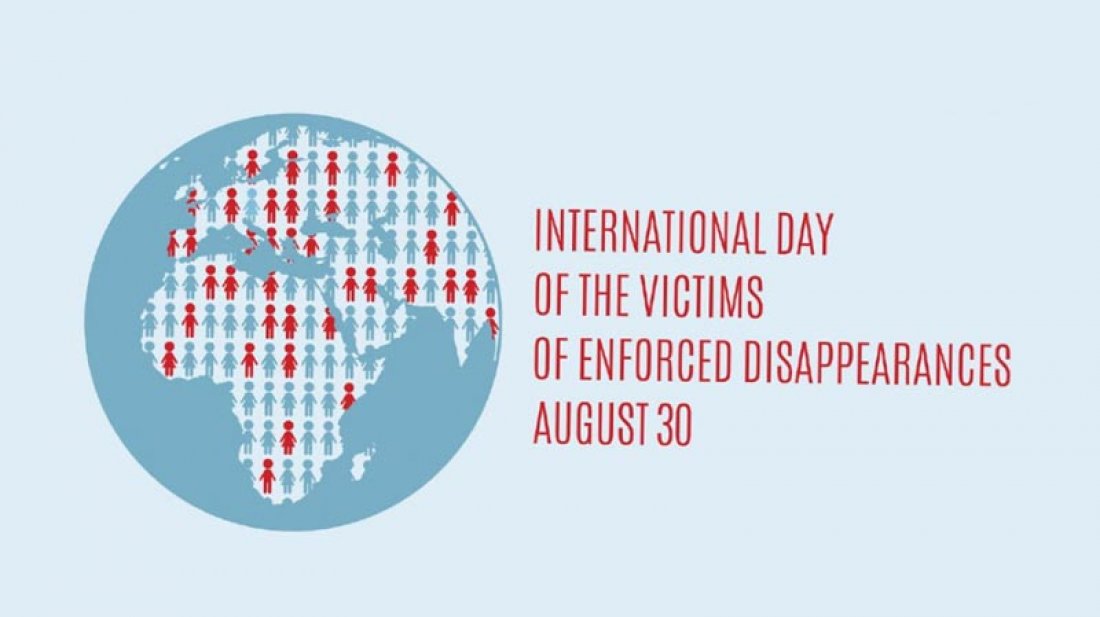 INTERNATIONAL DAY
OF THE VICTIMS
OF ENFORCED DISAPPEARANCES
AUGUST 30